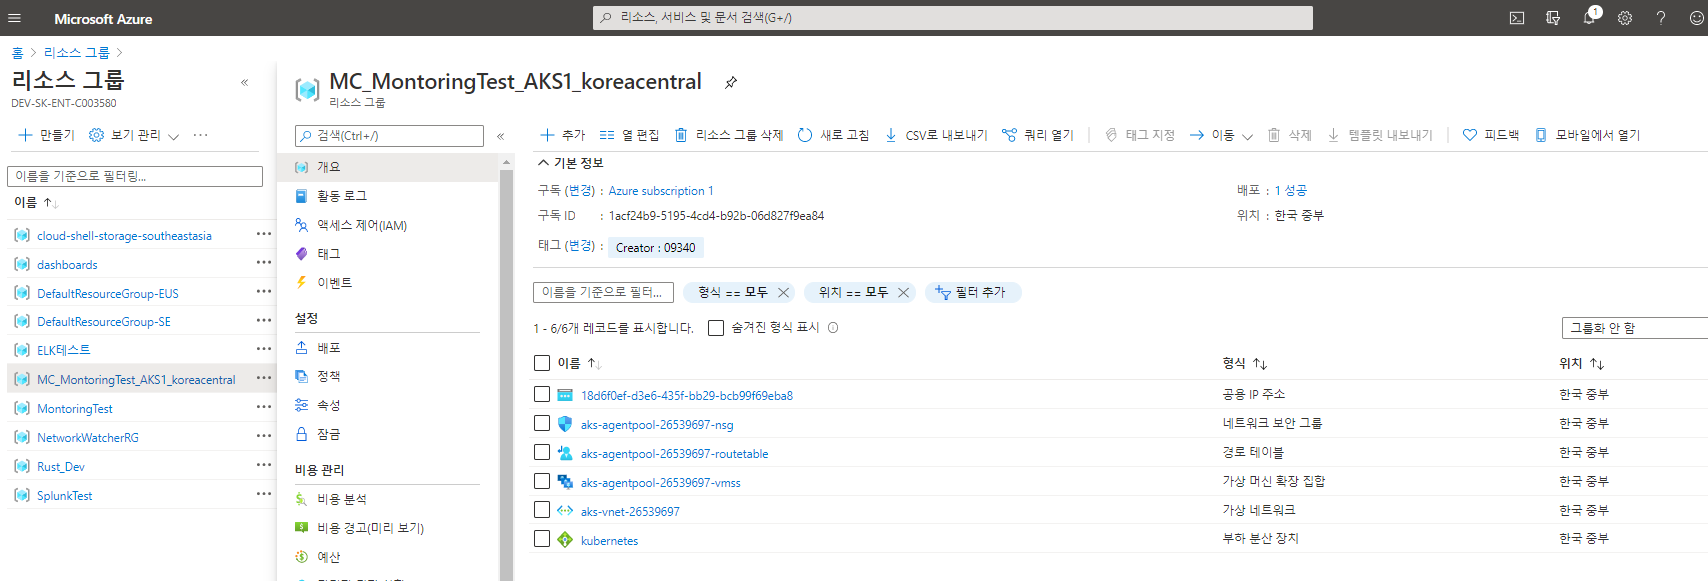 Microsoft Azure
리소스, 서비스 및 문서 검색(G+/)
1
홈 > 리소스 그룹 >
리소스 그룹
DEV-SK-ENT-C003580
만들기 보기 관리 ···
이름을 기준으로 필터링...
이름 ↑↓
cloud-shell-storage-southeastasia
dashboards
DefaultResourceGroup-EUS
DefaultResourceGroup-SE
ELK테스트
MC_MontoringTest_AKS1_koreacentral
MontoringTest
NetworkWatcherRG
Rust_Dev
SplunkTest
MC_MontoringTest_AKS1_koreacentral
리소스 그룹
검색(Ctrl+/)
개요
활동 로그
액세스 제어(IAM)
태그
이벤트
설정
배포
정책
속성
잠금
비용 관리
비용 분석
비용 경고(미리 보기)
예산
추가 열 편집 리소스 그룹 삭제 새로 고침 CSV로 내보내기 쿼리 열기 태그 지정 이동 삭제 템플릿 내보내기 피드백 모바일에서 열기
기본 정보
구독 (변경) : Azure subscription 1
구독 ID : 1acf24b9-5195-4cd4-b92b-06d827f9ea84
태그 (변경) : Creator : 09340
배포 : 1 성공
위치 : 한국 중부
이름을 기준으로 필터... 형식 == 모두 위치 == 모두 필터 추가
1 - 6/6개 레코드를 표시합니다. 숨겨진 형식 표시 그룹화 안 함
이름 ↑↓ 형식 ↑↓ 위치 ↑↓
18d6f0ef-d3e6-435f-bb29-bcb99f69eba8 공용 IP 주소 한국 중부
aks-agentpool-26539697-nsg 네트워크 보안 그룹 한국 중부
aks-agentpool-26539697-routetable 경로 테이블 한국 중부
aks-agentpool-26539697-vmss 가상 머신 확장 집합 한국 중부
aks-vnet-26539697 가상 네트워크 한국 중부
kubernetes 부하 분산 장치 한국 중부